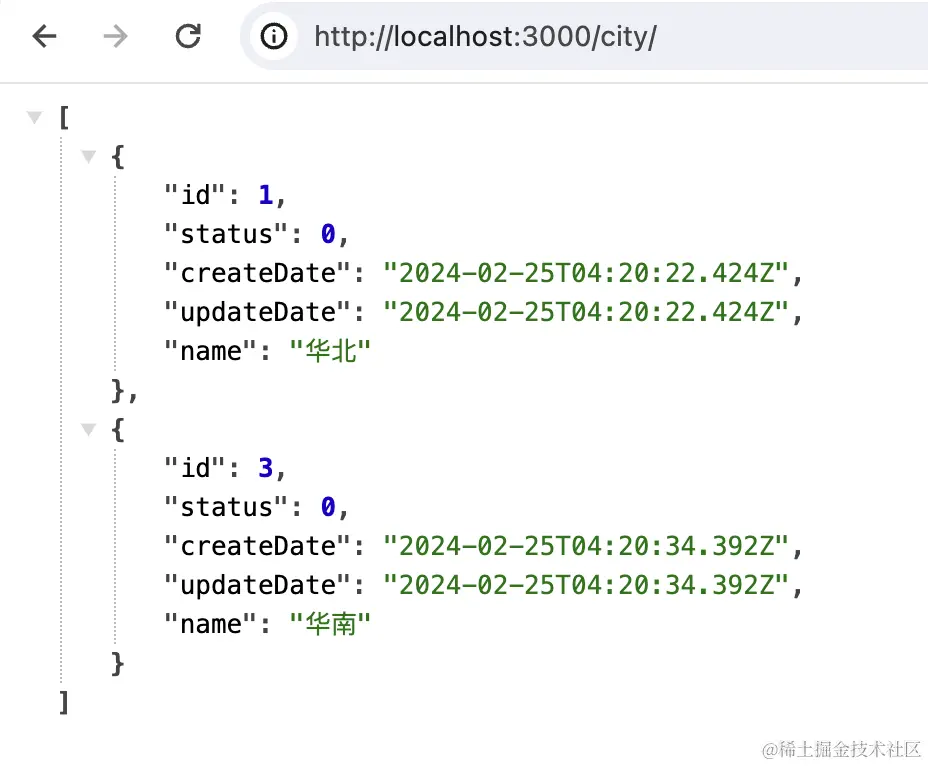 http://localhost:3000/city/
[
{
"id": 1,
"status": 0,
"createDate": "2024-02-25T04:20:22.424Z",
"updateDate": "2024-02-25T04:20:22.424Z",
"name": "华北"
},
{
"id": 3,
"status": 0,
"createDate": "2024-02-25T04:20:34.392Z",
"updateDate": "2024-02-25T04:20:34.392Z",
"name": "华南"
}
]
@稀土掘金技术社区